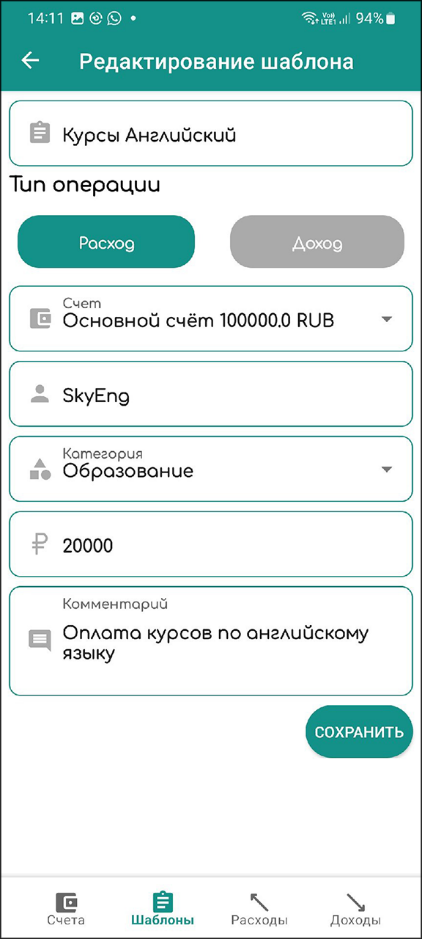 14:11 VoWiFi LTE1 94%
Редактирование шаблона
Курсы Английский
Тип операции
Расход Доход
Счет
Основной счёт 100000.0 RUB
SkyEng
Категория
Образование
₽ 20000
Комментарий
Оплата курсов по английскому
языку
СОХРАНИТЬ
Счета Шаблоны Расходы Доходы